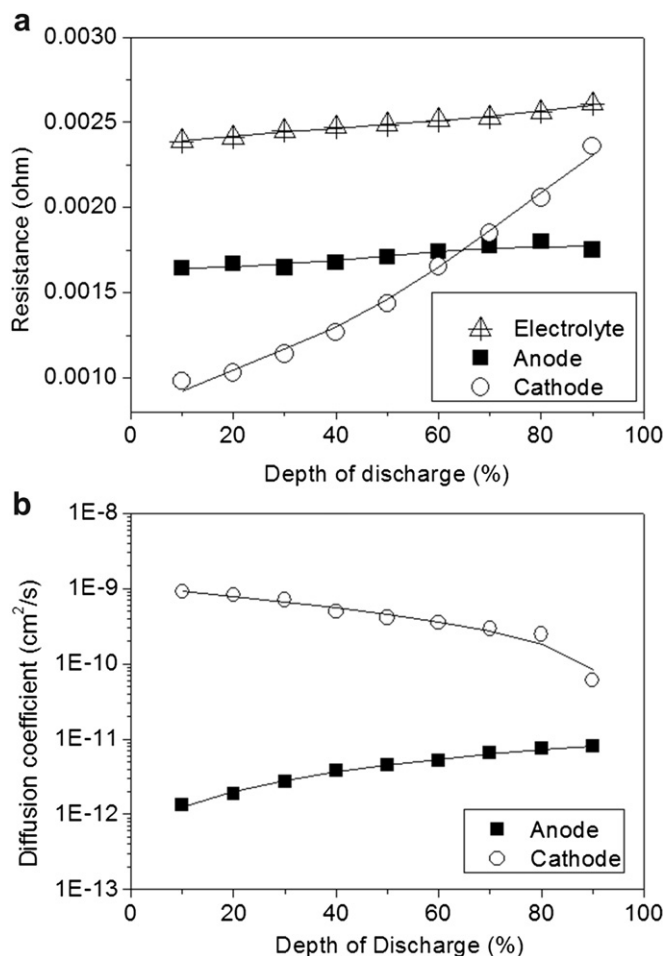 a
0.0030
0.0025
0.0020
0.0015
0.0010
Resistance (ohm)
Electrolyte
Anode
Cathode
0 20 40 60 80 100
Depth of discharge (%)
b
1E-8
1E-9
1E-10
1E-11
1E-12
1E-13
Diffusion coefficient (cm²/s)
Anode
Cathode
0 20 40 60 80 100
Depth of Discharge (%)